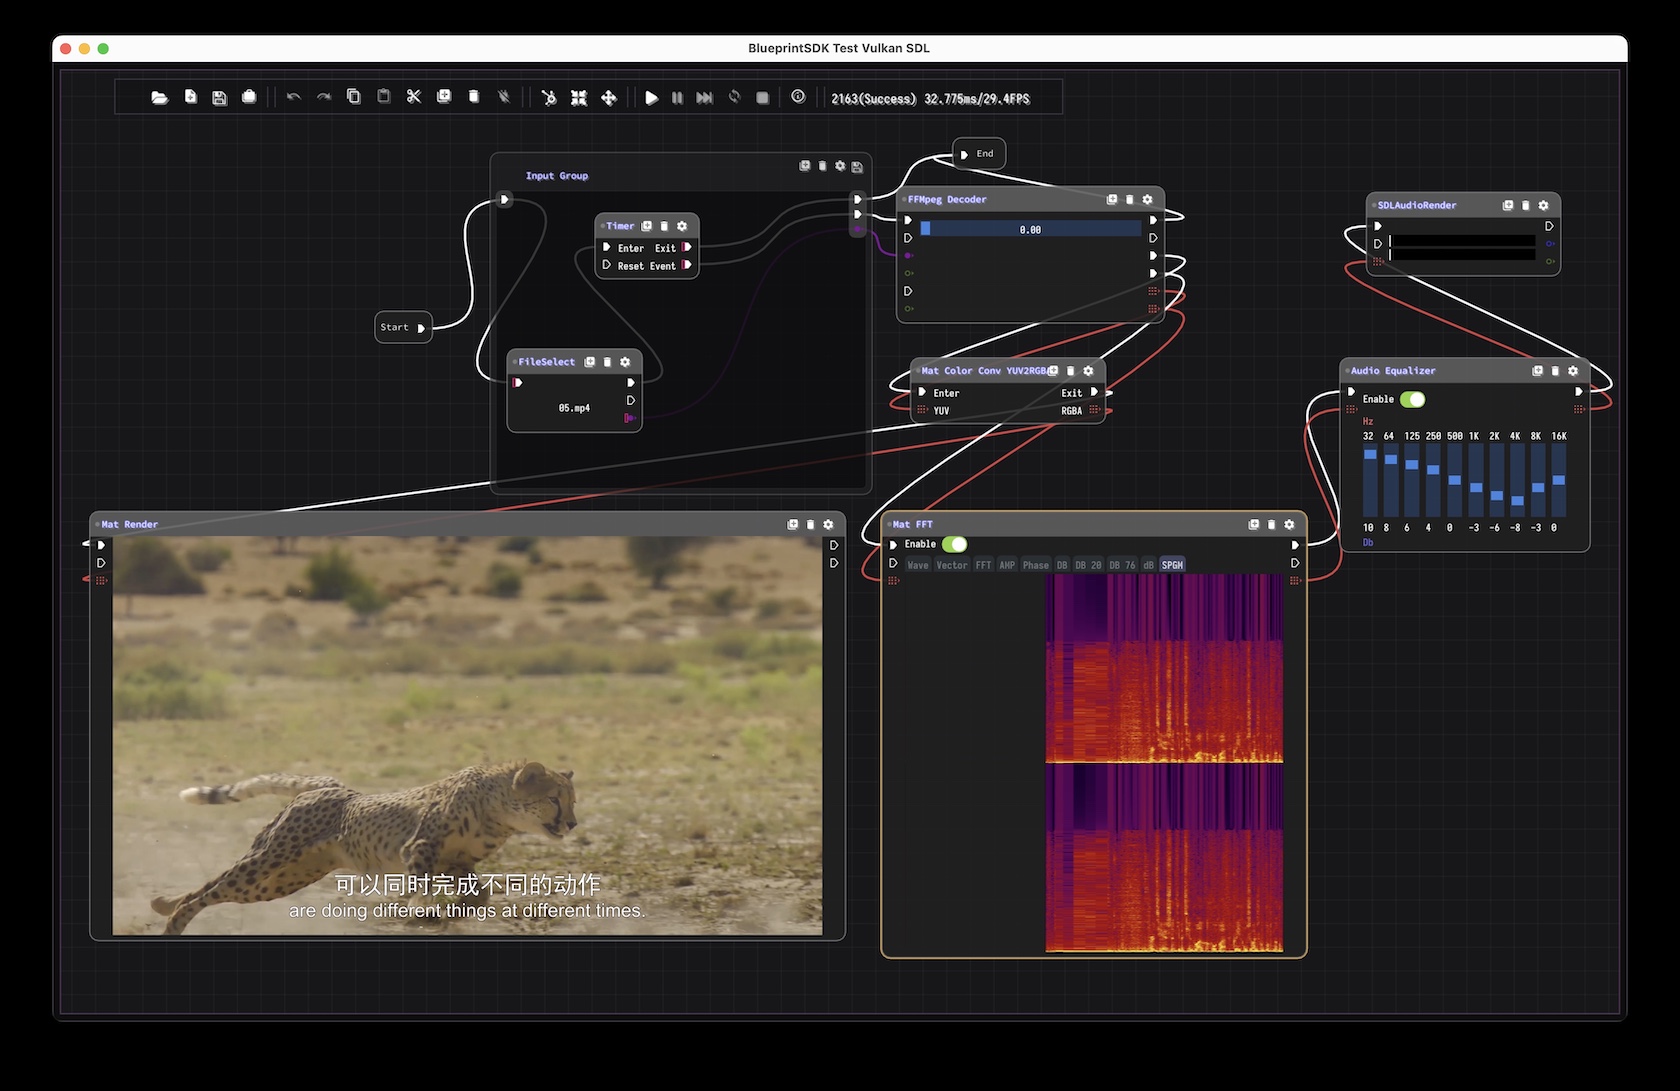 BlueprintSDK Test Vulkan SDL
2163(Success) 32.775ms/29.4FPS
End
Input Group
Timer
Enter Exit
Reset Event
Start
FileSelect
05.mp4
FFMpeg Decoder
0.00
SDLAudioRender
Mat Color Conv YUV2RGBA
Enter Exit
YUV RGBA
Audio Equalizer
Enable
Hz
32 64 125 250 500 1K 2K 4K 8K 16K
10 8 6 4 0 -3 -6 -8 -3 0
Db
Mat Render
可以同时完成不同的动作
are doing different things at different times.
Mat FFT
Enable
Wave Vector FFT AMP Phase DB DB 20 DB 76 dB SPGM